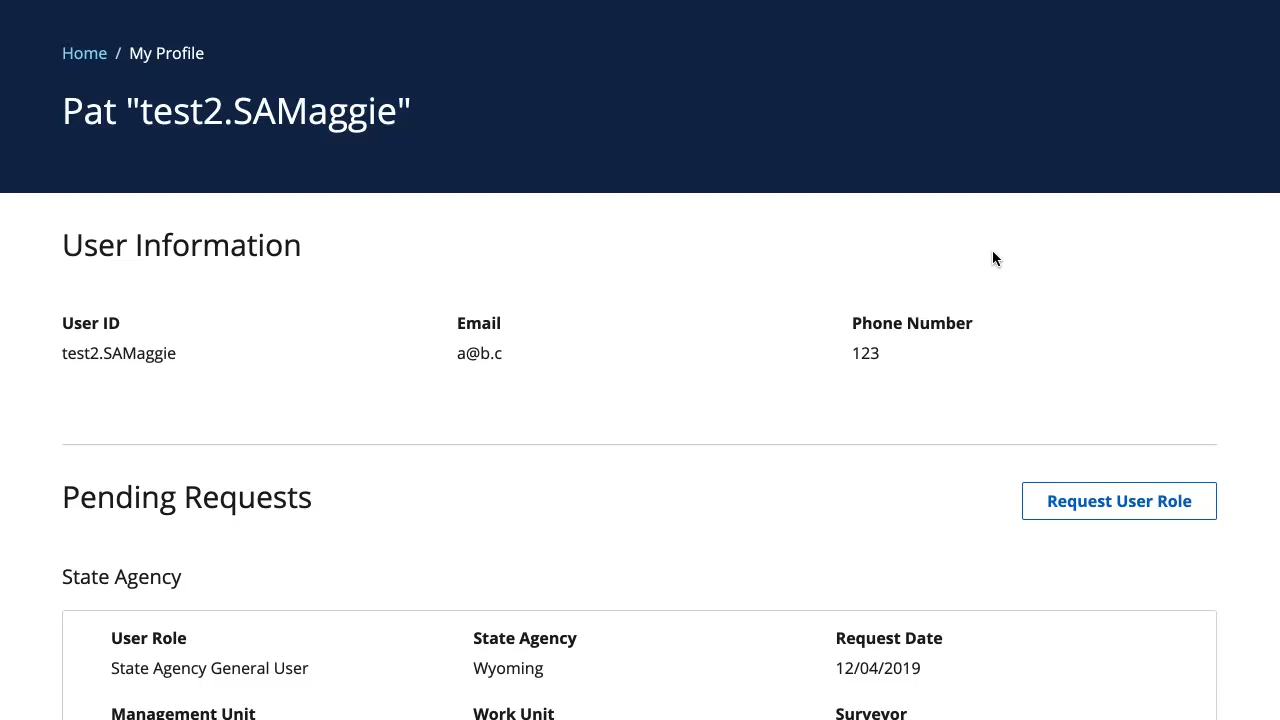 Home / My Profile
Pat "test2.SAMaggie"
User Information
User ID Email Phone Number
test2.SAMaggie a@b.c 123
Pending Requests Request User Role
State Agency
User Role State Agency Request Date
State Agency General User Wyoming 12/04/2019
Management Unit Work Unit Surveyor